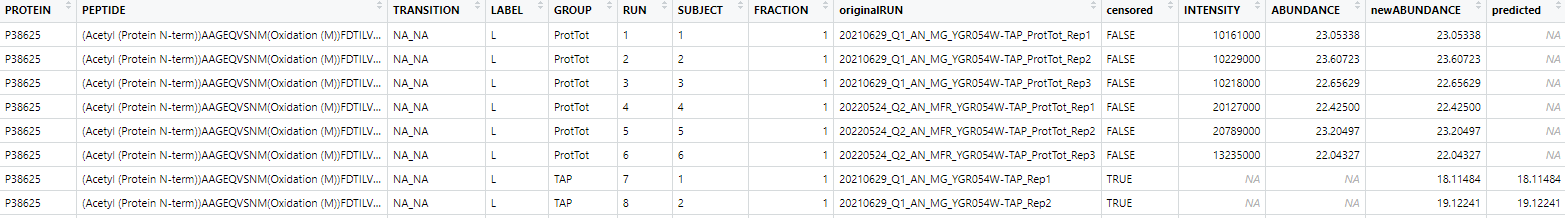 PROTEIN PEPTIDE TRANSITION LABEL GROUP RUN SUBJECT FRACTION originalRUN censored INTENSITY ABUNDANCE newABUNDANCE predicted
P38625 (Acetyl (Protein N-term))AAGEQVSNM(Oxidation (M))FDTILV... NA_NA L ProtTot 1 1 1 20210629_Q1_AN_MG_YGR054W-TAP_ProtTot_Rep1 FALSE 10161000 23.05338 23.05338 NA
P38625 (Acetyl (Protein N-term))AAGEQVSNM(Oxidation (M))FDTILV... NA_NA L ProtTot 2 2 1 20210629_Q1_AN_MG_YGR054W-TAP_ProtTot_Rep2 FALSE 10229000 23.60723 23.60723 NA
P38625 (Acetyl (Protein N-term))AAGEQVSNM(Oxidation (M))FDTILV... NA_NA L ProtTot 3 3 1 20210629_Q1_AN_MG_YGR054W-TAP_ProtTot_Rep3 FALSE 10218000 22.65629 22.65629 NA
P38625 (Acetyl (Protein N-term))AAGEQVSNM(Oxidation (M))FDTILV... NA_NA L ProtTot 4 4 1 20220524_Q2_AN_MFR_YGR054W-TAP_ProtTot_Rep1 FALSE 20127000 22.42500 22.42500 NA
P38625 (Acetyl (Protein N-term))AAGEQVSNM(Oxidation (M))FDTILV... NA_NA L ProtTot 5 5 1 20220524_Q2_AN_MFR_YGR054W-TAP_ProtTot_Rep2 FALSE 20789000 23.20497 23.20497 NA
P38625 (Acetyl (Protein N-term))AAGEQVSNM(Oxidation (M))FDTILV... NA_NA L ProtTot 6 6 1 20220524_Q2_AN_MFR_YGR054W-TAP_ProtTot_Rep3 FALSE 13235000 22.04327 22.04327 NA
P38625 (Acetyl (Protein N-term))AAGEQVSNM(Oxidation (M))FDTILV... NA_NA L TAP 7 1 1 20210629_Q1_AN_MG_YGR054W-TAP_Rep1 TRUE NA NA 18.11484 18.11484
P38625 (Acetyl (Protein N-term))AAGEQVSNM(Oxidation (M))FDTILV... NA_NA L TAP 8 2 1 20210629_Q1_AN_MG_YGR054W-TAP_Rep2 TRUE NA NA 19.12241 19.12241